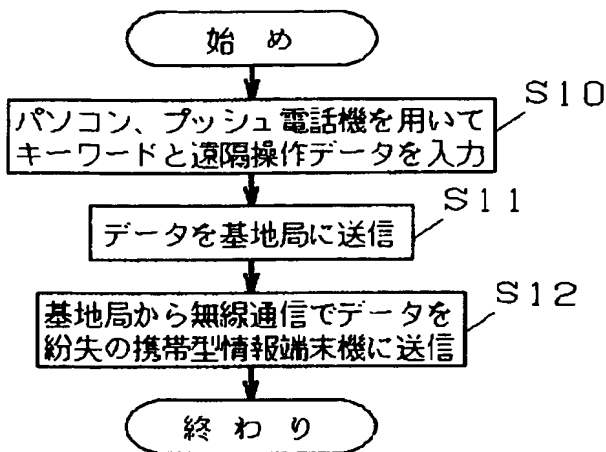 始め
S10
パソコン、プッシュ電話機を用いて
キーワードと遠隔操作データを入力
S11
データを基地局に送信
S12
基地局から無線通信でデータを
紛失の携帯型情報端末機に送信
終わり